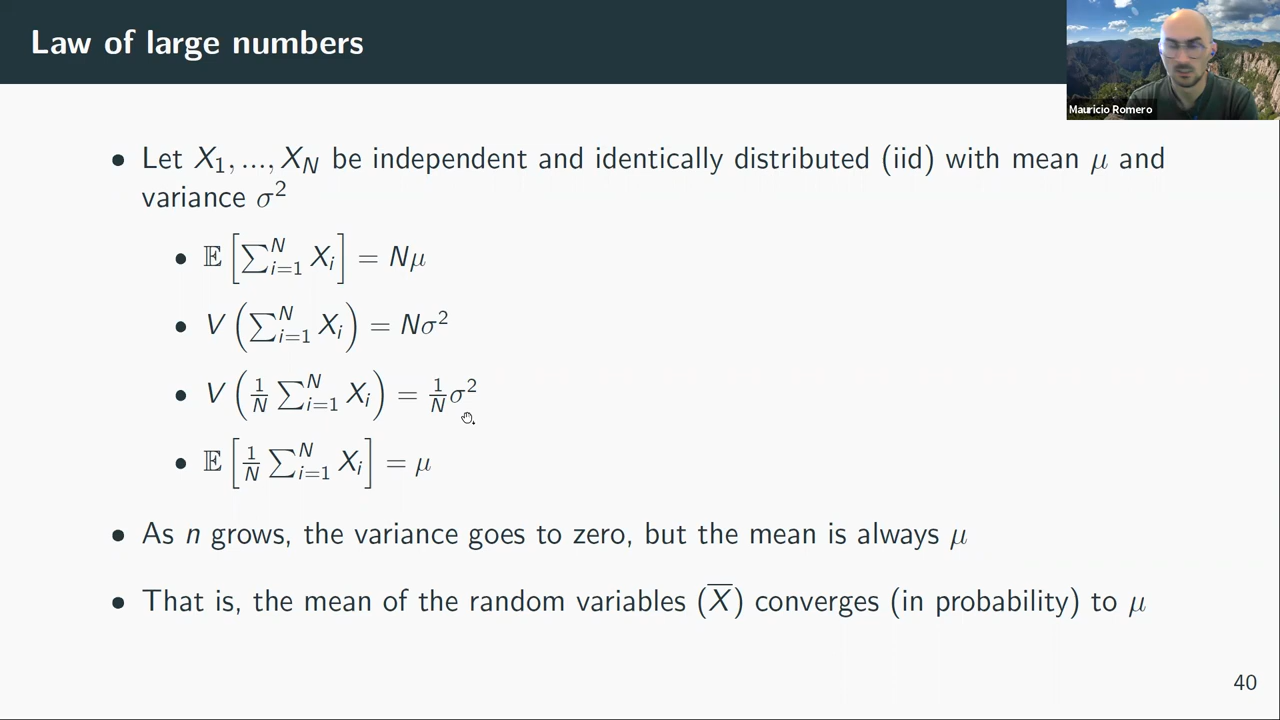 Law of large numbers
Mauricio Romero
• Let X₁, ..., X_N be independent and identically distributed (iid) with mean μ and
variance σ²
• 𝔼[∑ᵢ₌₁ᴺ Xᵢ] = Nμ
• V(∑ᵢ₌₁ᴺ Xᵢ) = Nσ²
• V(1/N ∑ᵢ₌₁ᴺ Xᵢ) = 1/N σ²
• 𝔼[1/N ∑ᵢ₌₁ᴺ Xᵢ] = μ
• As n grows, the variance goes to zero, but the mean is always μ
• That is, the mean of the random variables (X̄) converges (in probability) to μ
40